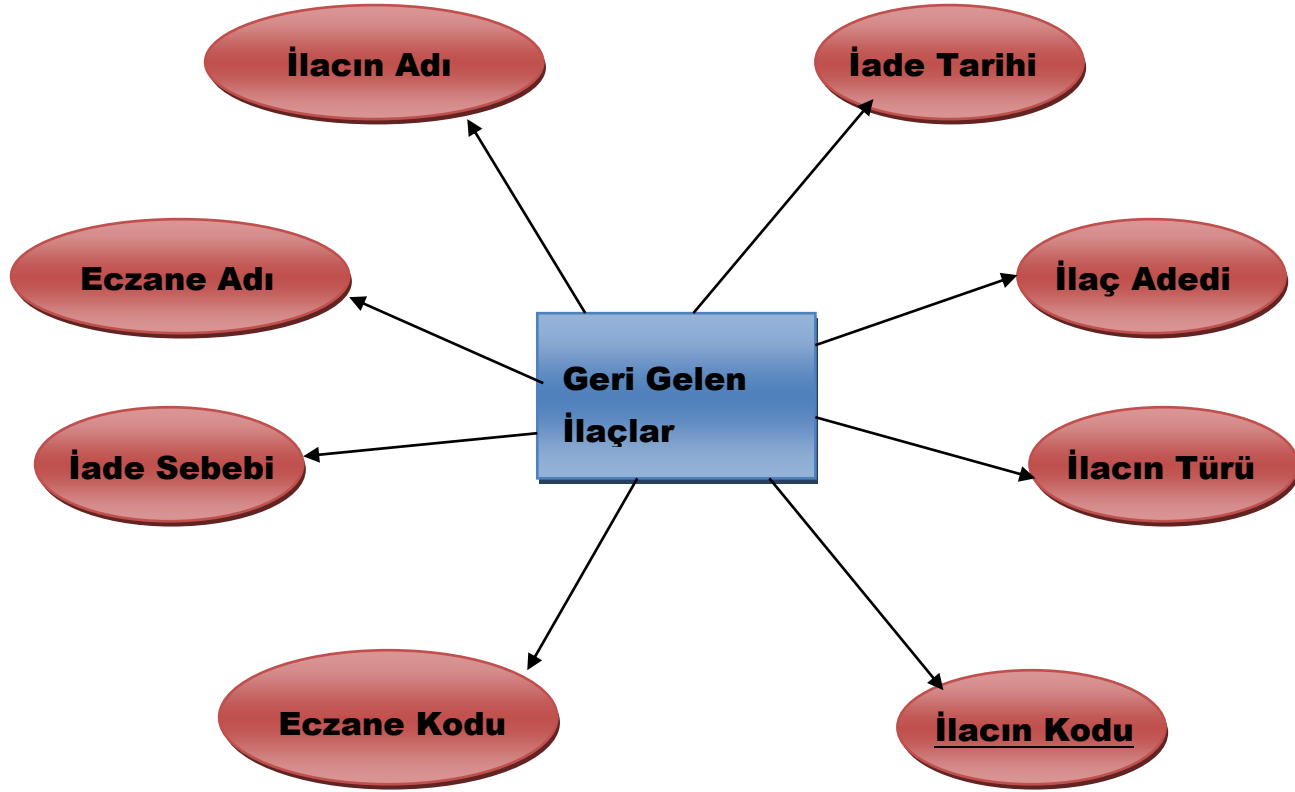 İlacın Adı
İade Tarihi
Eczane Adı
İlaç Adedi
Geri Gelen
İlaçlar
İade Sebebi
İlacın Türü
Eczane Kodu
İlacın Kodu